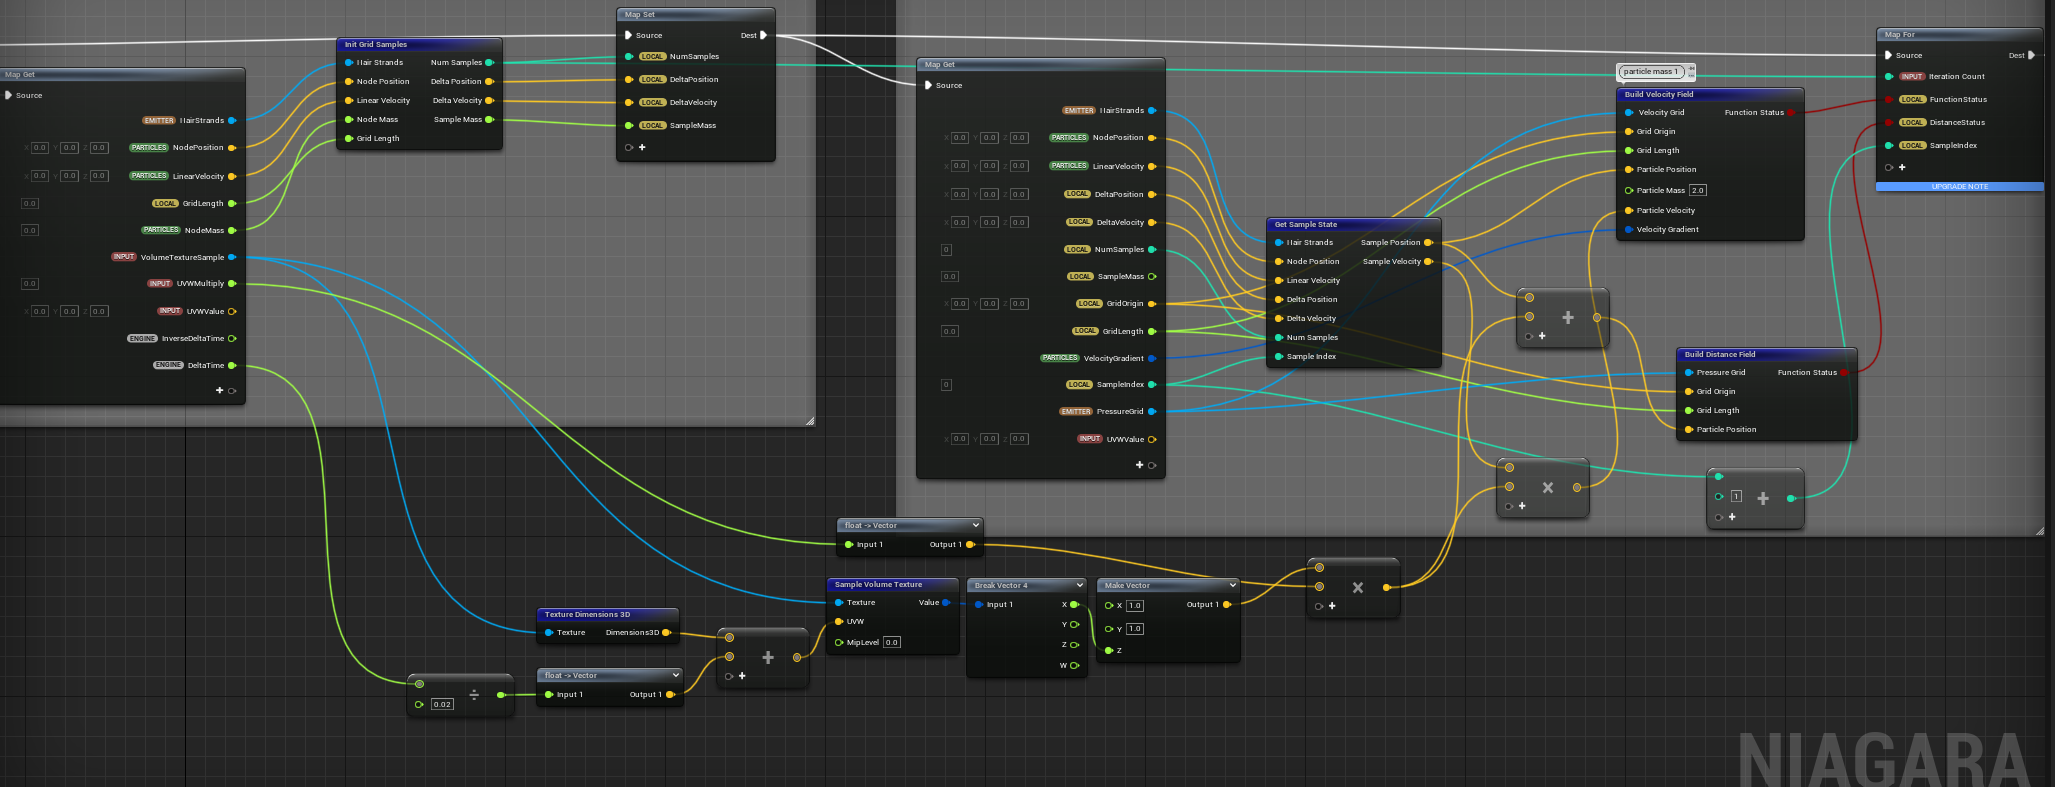 Map Get
Source
EMITTER HairStrands
X 0.0 Y 0.0 Z 0.0 PARTICLES NodePosition
X 0.0 Y 0.0 Z 0.0 PARTICLES LinearVelocity
0.0 LOCAL GridLength
0.0 PARTICLES NodeMass
INPUT VolumeTextureSample
0.0 INPUT UVWMultiply
X 0.0 Y 0.0 Z 0.0 INPUT UVWValue
ENGINE InverseDeltaTime
ENGINE DeltaTime
+
Init Grid Samples
Hair Strands Num Samples
Node Position Delta Position
Linear Velocity Delta Velocity
Node Mass Sample Mass
Grid Length
Map Set
Source Dest
LOCAL NumSamples
LOCAL DeltaPosition
LOCAL DeltaVelocity
LOCAL SampleMass
+
Map Get
Source
EMITTER HairStrands
X 0.0 Y 0.0 Z 0.0 PARTICLES NodePosition
X 0.0 Y 0.0 Z 0.0 PARTICLES LinearVelocity
X 0.0 Y 0.0 Z 0.0 LOCAL DeltaPosition
X 0.0 Y 0.0 Z 0.0 LOCAL DeltaVelocity
0 LOCAL NumSamples
0.0 LOCAL SampleMass
X 0.0 Y 0.0 Z 0.0 LOCAL GridOrigin
0.0 LOCAL GridLength
PARTICLES VelocityGradient
0 LOCAL SampleIndex
EMITTER PressureGrid
X 0.0 Y 0.0 Z 0.0 INPUT UVWValue
+
Get Sample State
Hair Strands Sample Position
Node Position Sample Velocity
Linear Velocity
Delta Position
Delta Velocity
Num Samples
Sample Index
particle mass 1
Build Velocity Field
Velocity Grid Function Status
Grid Origin
Grid Length
Particle Position
Particle Mass 2.0
Particle Velocity
Velocity Gradient
Map For
Source Dest
INPUT Iteration Count
LOCAL FunctionStatus
LOCAL DistanceStatus
LOCAL SampleIndex
+
UPGRADE NOTE
+
+
Build Distance Field
Pressure Grid Function Status
Grid Origin
Grid Length
Particle Position
×
+
1 +
+
float -> Vector
Input 1 Output 1
Sample Volume Texture
Texture Value
UVW
MipLevel 0.0
Break Vector 4
Input 1 X
Y
Z
W
Make Vector
X 1.0 Output 1
Y 1.0
Z
×
+
Texture Dimensions 3D
Texture Dimensions3D
+
+
÷
0.02
float -> Vector
Input 1 Output 1
NIAGARA